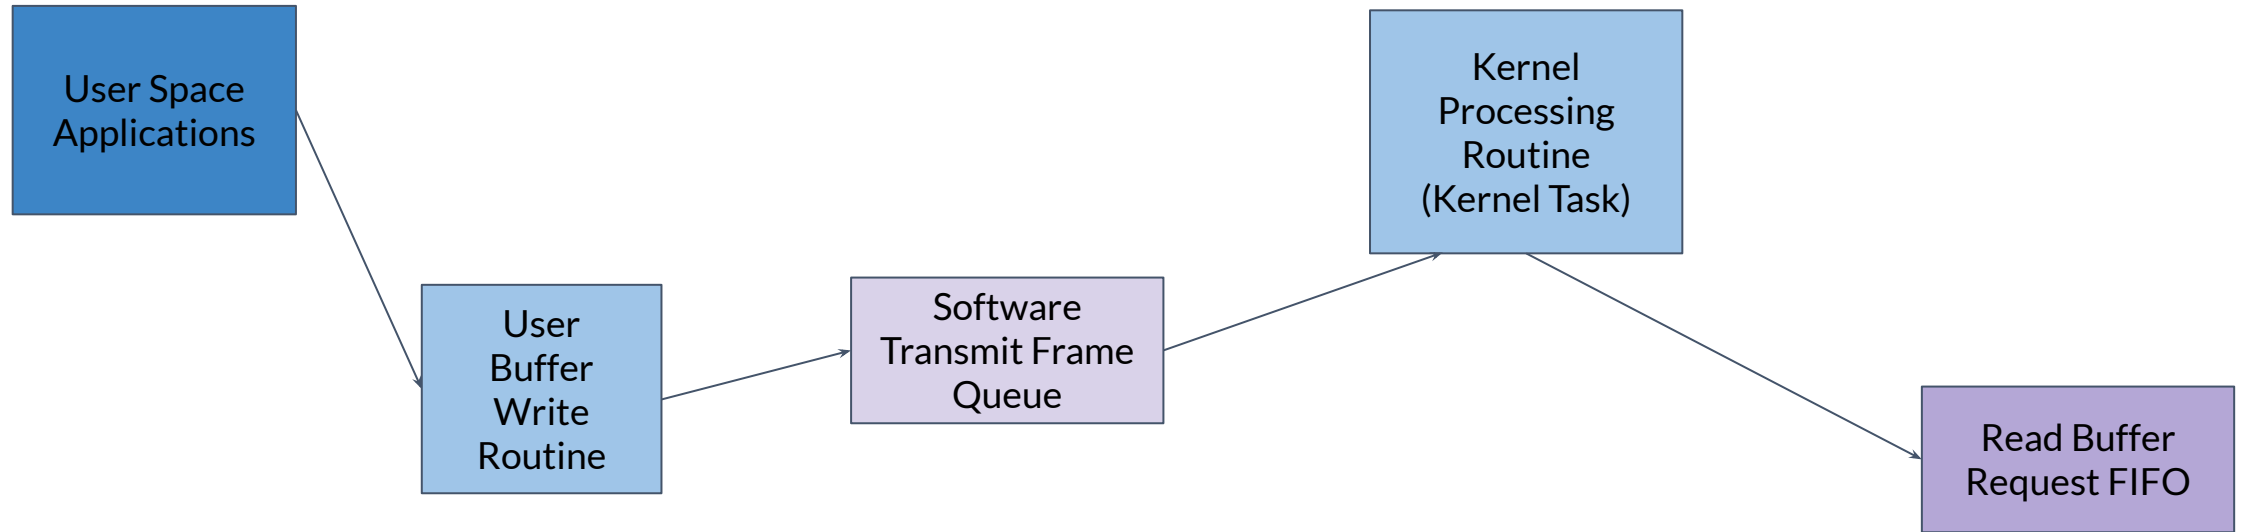 User Space
Applications
User
Buffer
Write
Routine
Software
Transmit Frame
Queue
Kernel
Processing
Routine
(Kernel Task)
Read Buffer
Request FIFO